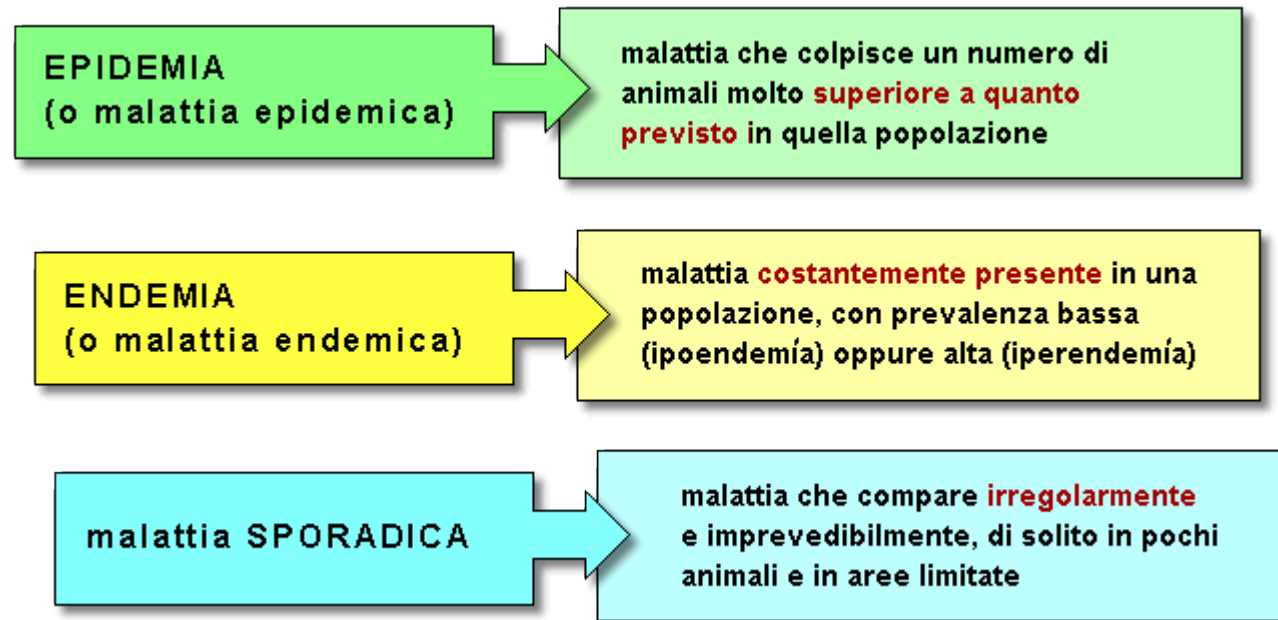 EPIDEMIA
(o malattia epidemica)
malattia che colpisce un numero di
animali molto superiore a quanto
previsto in quella popolazione
ENDEMIA
(o malattia endemica)
malattia costantemente presente in una
popolazione, con prevalenza bassa
(ipoendemía) oppure alta (iperendemía)
malattia SPORADICA
malattia che compare irregolarmente
e imprevedibilmente, di solito in pochi
animali e in aree limitate